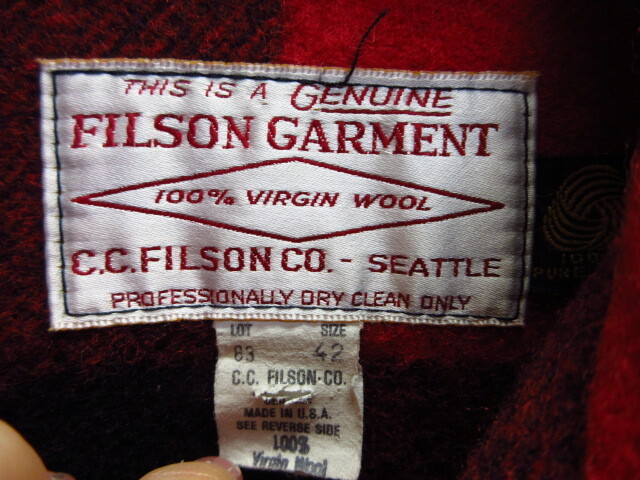 THIS IS A GENUINE
FILSON GARMENT
100% VIRGIN WOOL
C.C.FILSON CO. - SEATTLE
PROFESSIONALLY DRY CLEAN ONLY
LOT SIZE
83 42
C.C. FILSON-CO.
MADE IN U.S.A.
SEE REVERSE SIDE
100%
Virgin Wool
PURE